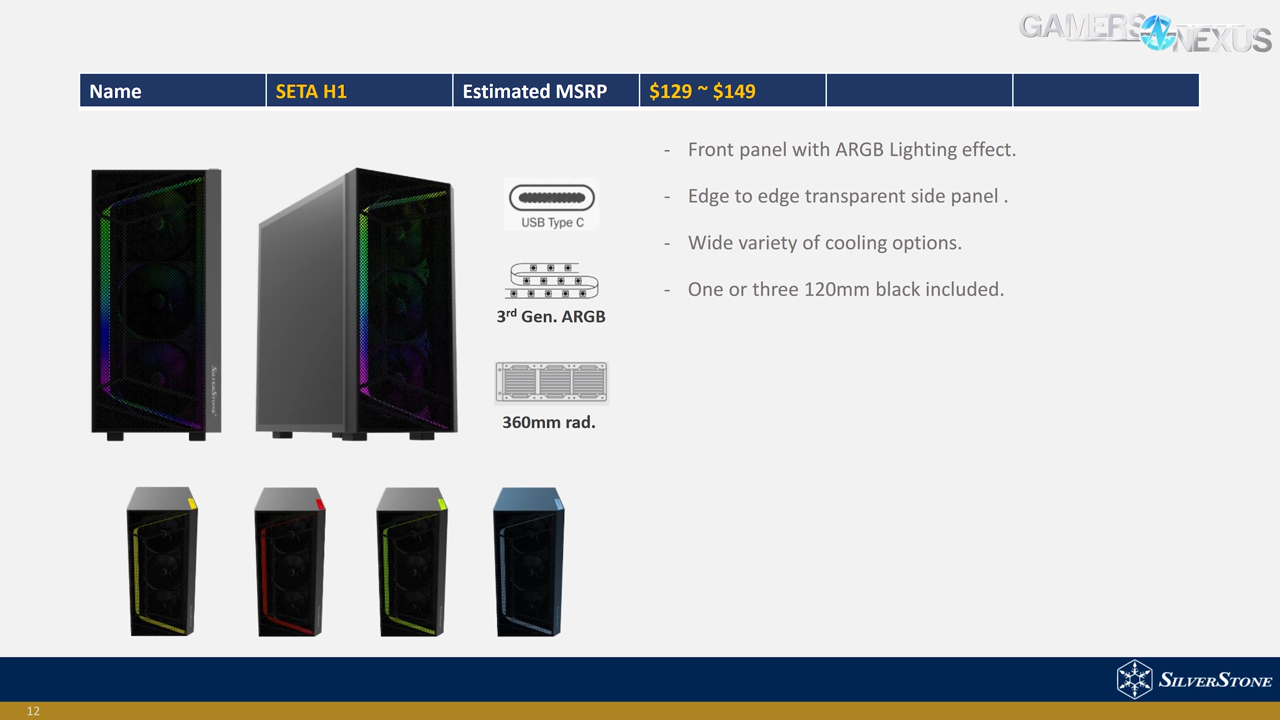 GAMERS NEXUS
Name SETA H1 Estimated MSRP $129 ~ $149
- Front panel with ARGB Lighting effect.
- Edge to edge transparent side panel .
- Wide variety of cooling options.
- One or three 120mm black included.
USB Type C
3rd Gen. ARGB
360mm rad.
SILVERSTONE
SILVERSTONE
12